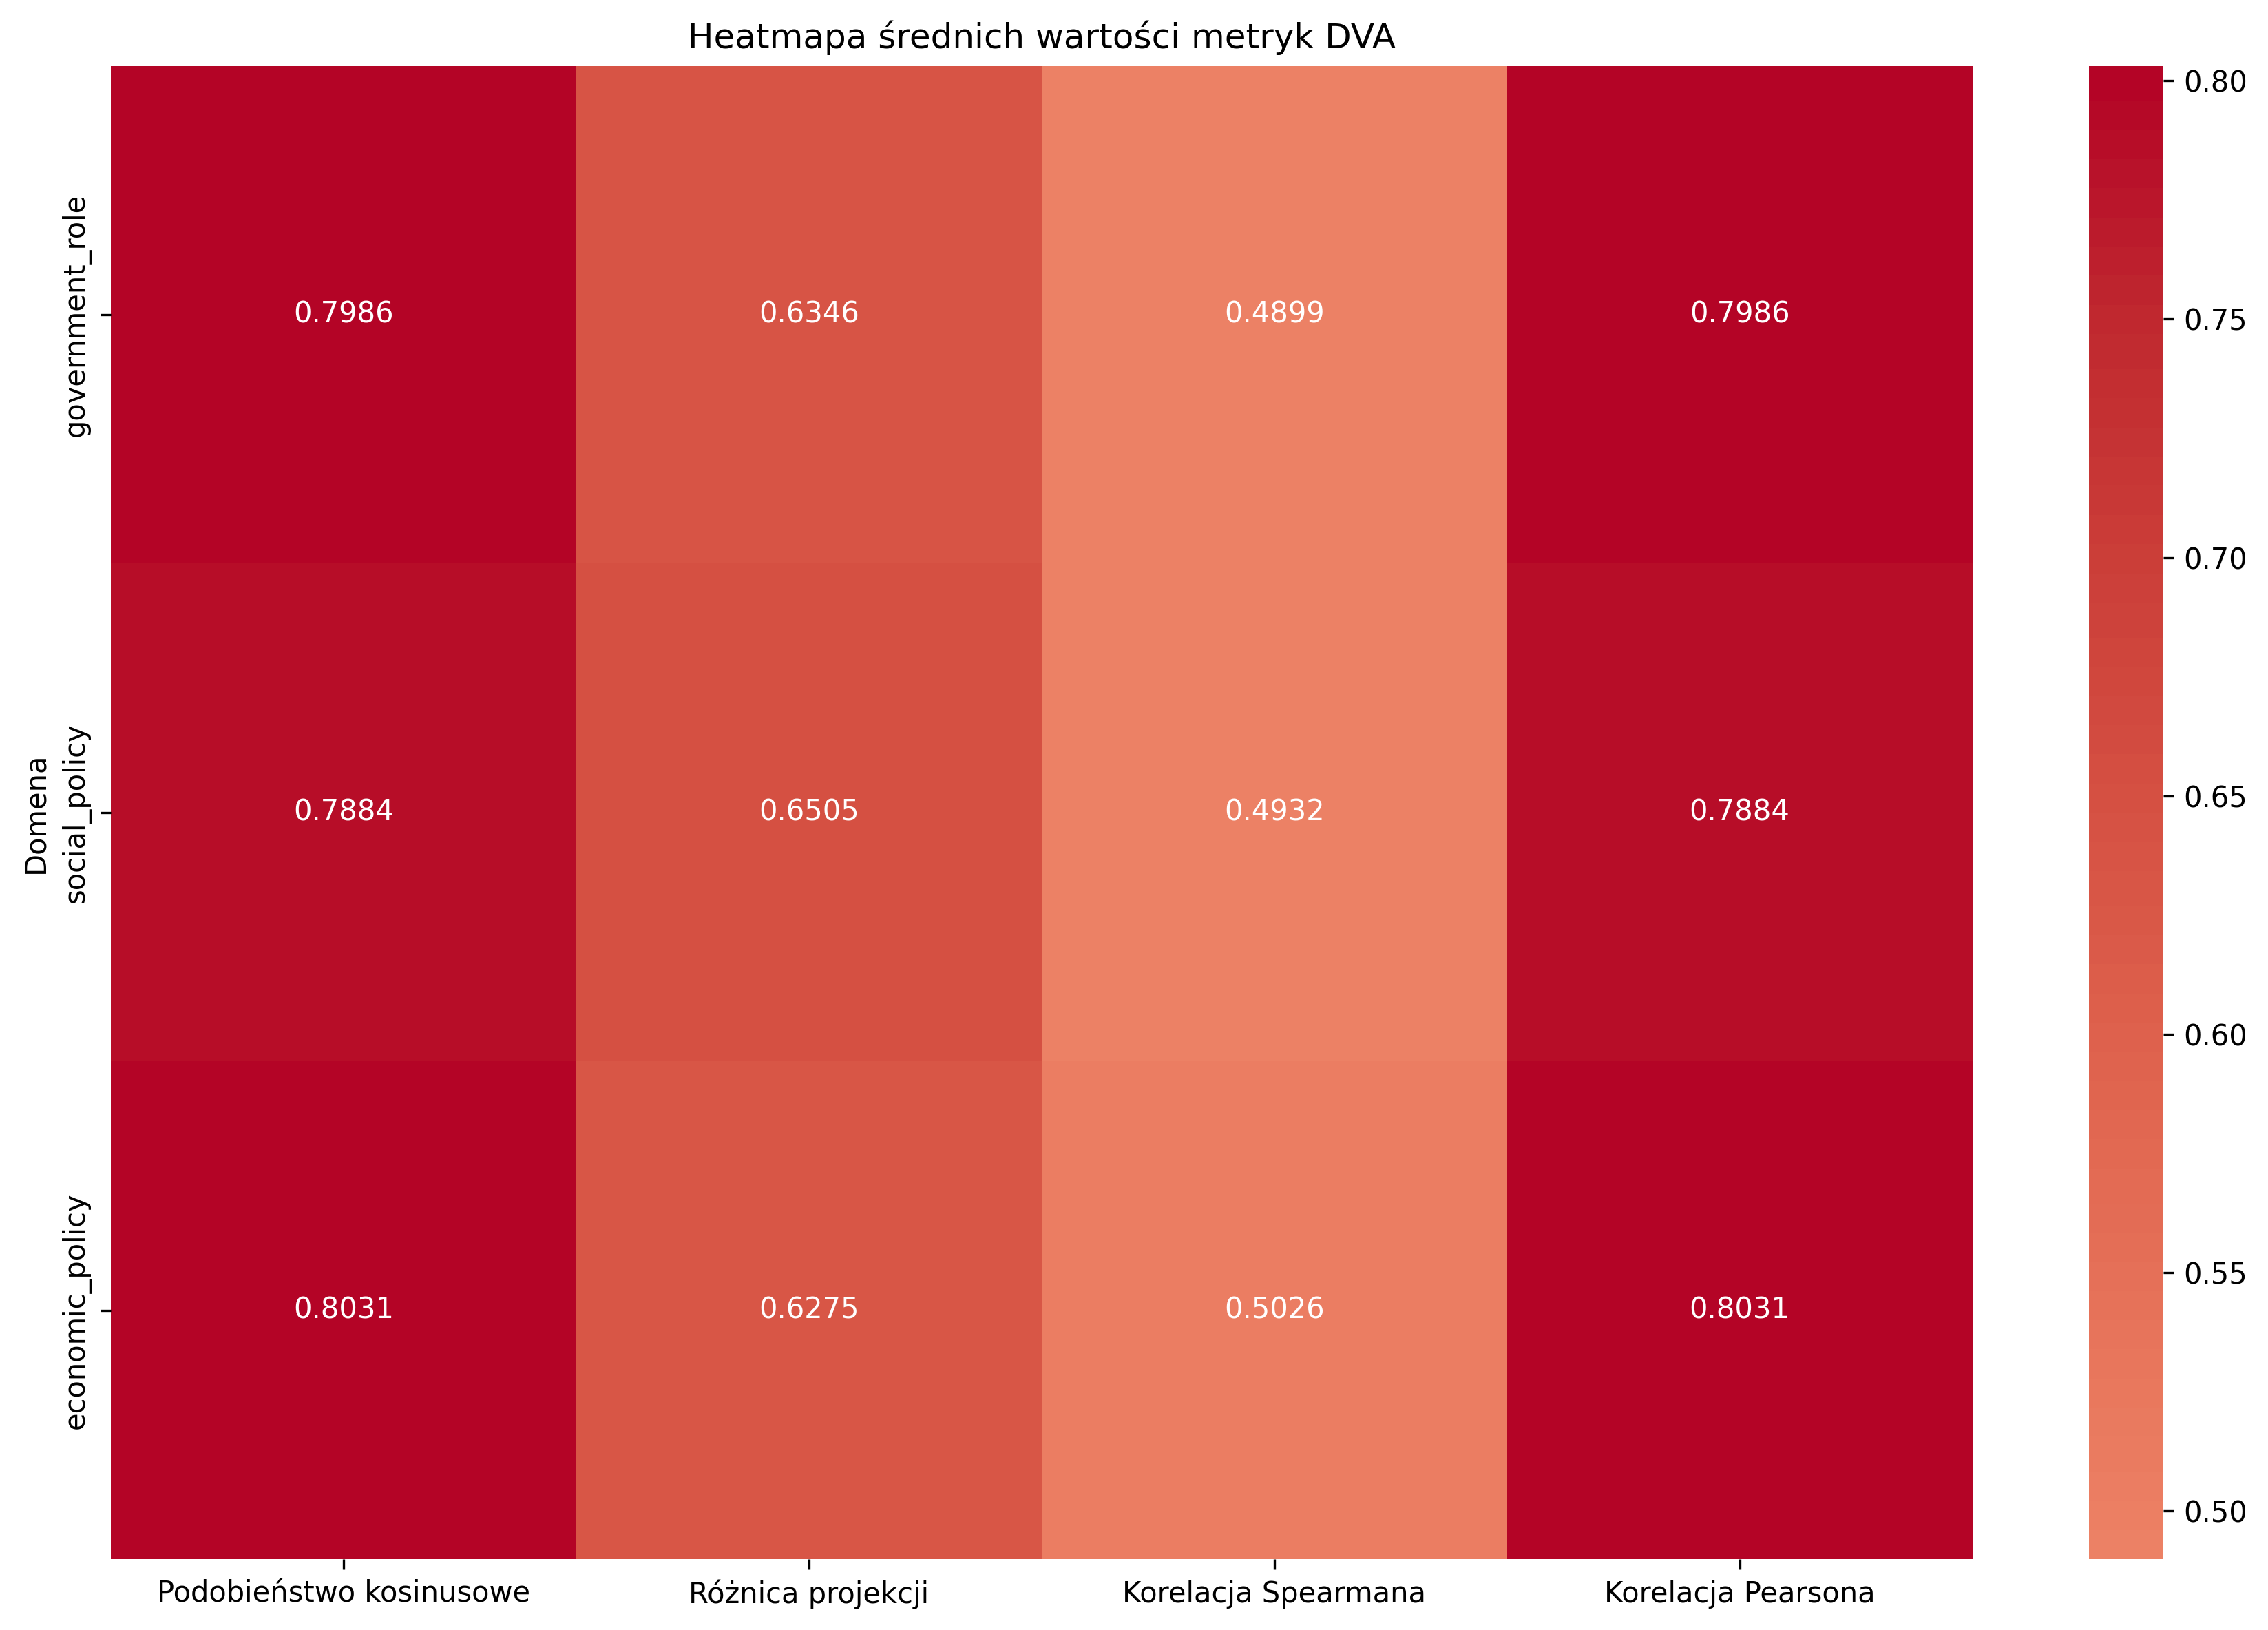 Heatmapa średnich wartości metryk DVA
Domena
government_role
0.7986 0.6346 0.4899 0.7986
social_policy
0.7884 0.6505 0.4932 0.7884
economic_policy
0.8031 0.6275 0.5026 0.8031
Podobieństwo kosinusowe Różnica projekcji Korelacja Spearmana Korelacja Pearsona
0.80
0.75
0.70
0.65
0.60
0.55
0.50